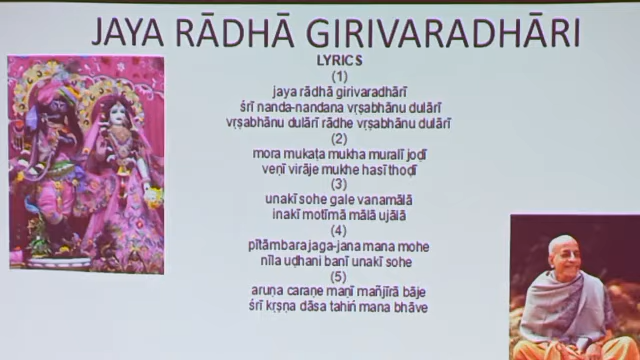 JAYA RĀDHĀ GIRIVARADHĀRI
LYRICS
(1)
jaya rādhā girivaradhārī
śrī nanda-nandana vṛṣabhānu dulārī
vṛṣabhānu dulārī rādhe vṛṣabhānu dulārī
(2)
mora mukaṭa mukha muralī joḍī
veṇī virāje mukhe hasī thoḍī
(3)
unakī sohe gale vanamālā
inakī motīmā mālā ujālā
(4)
pītāmbara jaga-jana mana mohe
nīla uḍhani banī unakī sohe
(5)
aruṇa caraṇe maṇī mañjīrā bāje
śrī kṛṣṇa dāsa tahiń mana bhāve